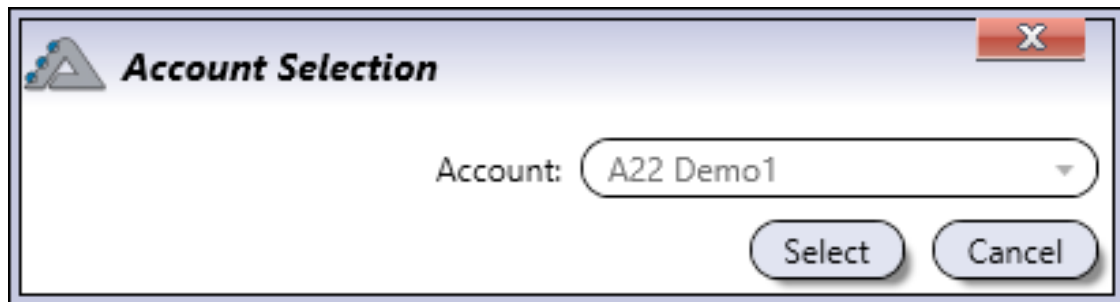 Account Selection
X
Account: A22 Demo1
Select Cancel